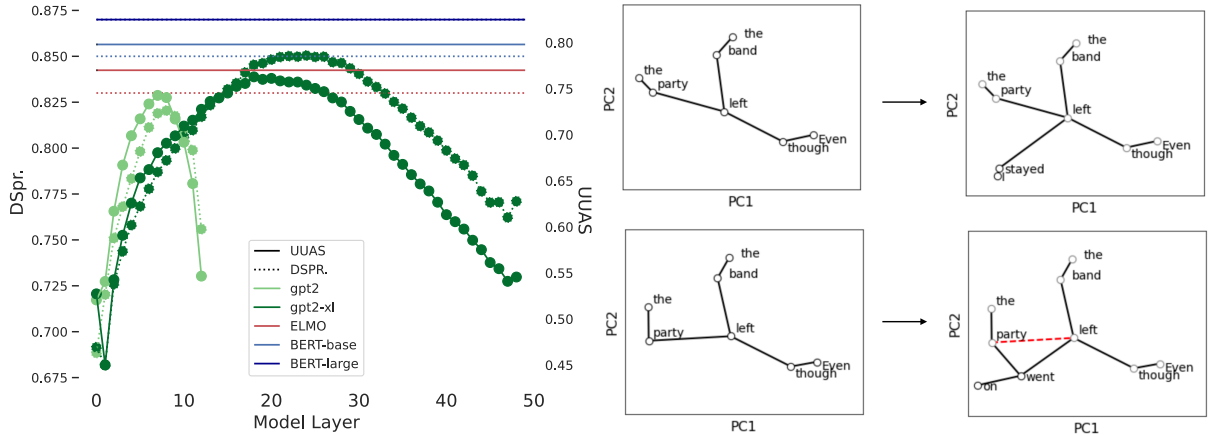 0.875
0.850
0.825
0.800
0.775
0.750
0.725
0.700
0.675
DSpr.
0 10 20 30 40 50
Model Layer
0.80
0.75
0.70
0.65
0.60
0.55
0.50
0.45
UUAS
UUAS
DSPR.
gpt2
gpt2-xl
ELMO
BERT-base
BERT-large
the
band
the
party
left
Even
though
PC2
PC1
the
band
the
party
left
Even
though
stayed
I
PC2
PC1
the
band
the
party
left
Even
though
PC2
PC1
the
band
the
party
left
went
on
Even
though
PC2
PC1